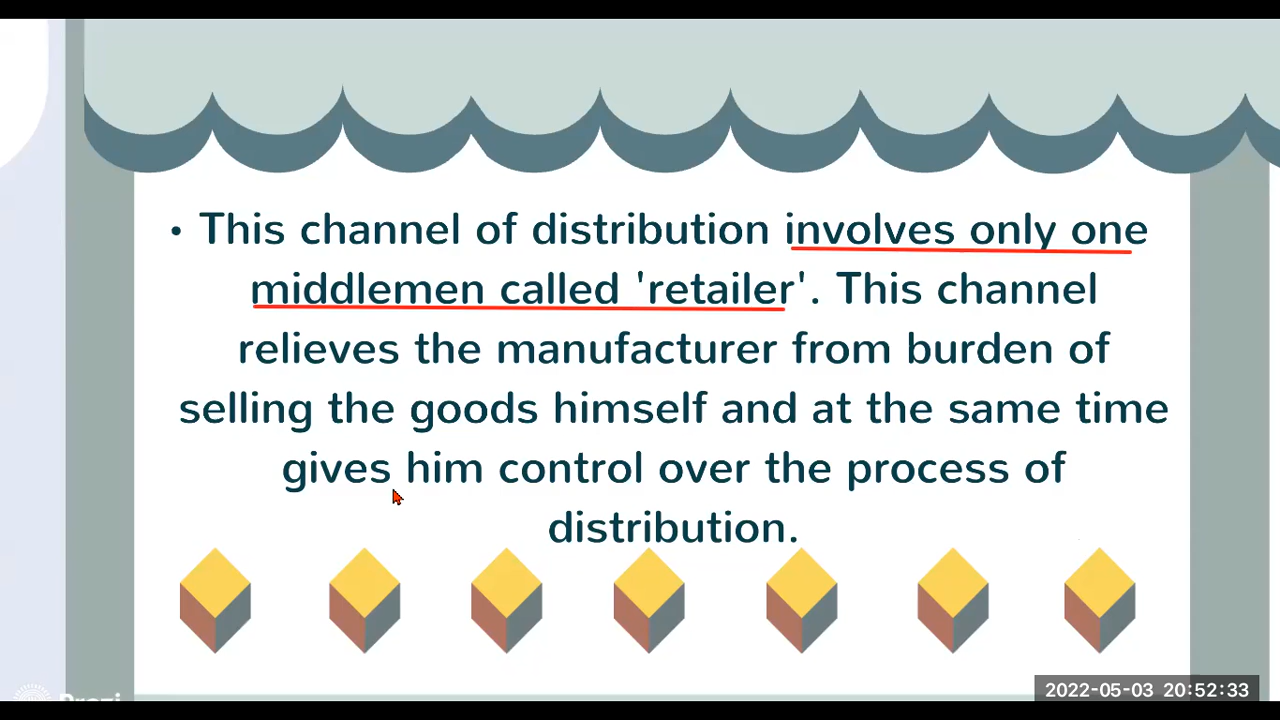 • This channel of distribution involves only one
middlemen called 'retailer'. This channel
relieves the manufacturer from burden of
selling the goods himself and at the same time
gives him control over the process of
distribution.
Prezi
2022-05-03 20:52:33